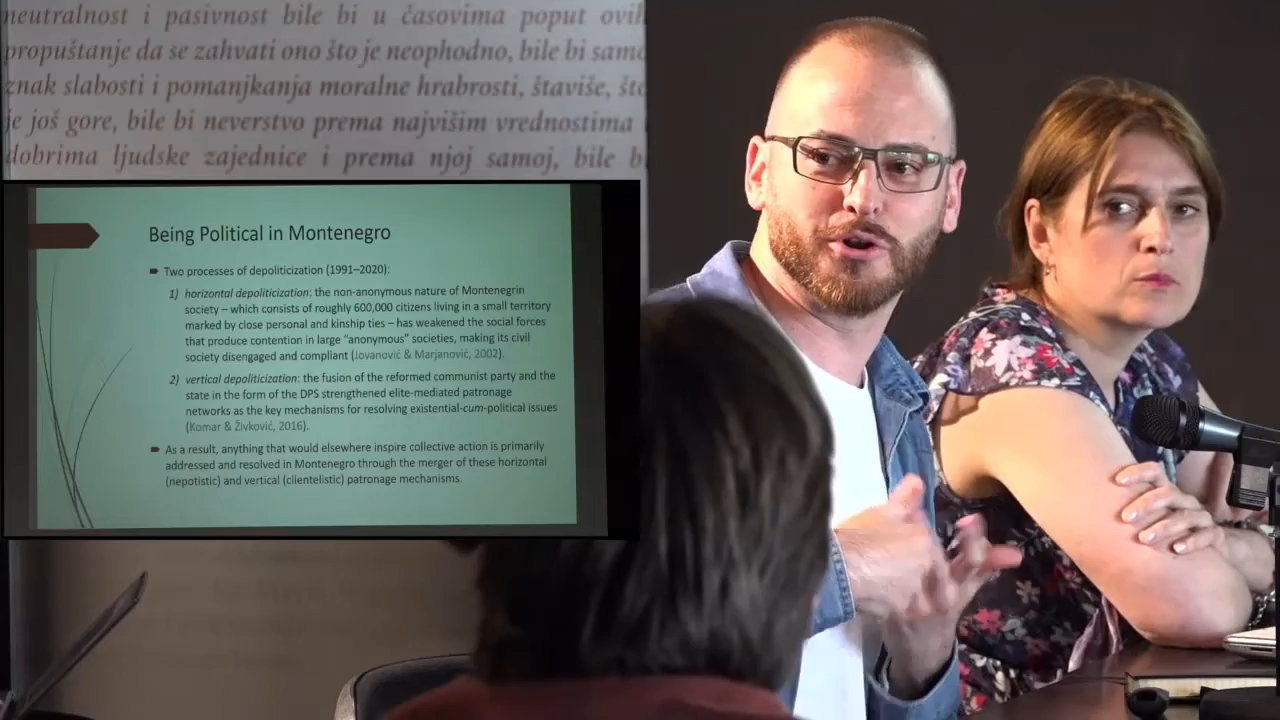 neutralnost i pasivnost bile bi u časovima poput ovih
propuštanje da se zahvati ono što je neophodno, bile bi samo
znak slabosti i pomanjkanja moralne hrabrosti, štaviše, što
je još gore, bile bi neverstvo prema najvišim vrednostima
dobrima ljudske zajednice i prema njoj samoj, bile b
Being Political in Montenegro
Two processes of depoliticization (1991–2020):
1) horizontal depoliticization: the non-anonymous nature of Montenegrin
society – which consists of roughly 600,000 citizens living in a small territory
marked by close personal and kinship ties – has weakened the social forces
that produce contention in large "anonymous" societies, making its civil
society disengaged and compliant (Jovanović & Marjanović, 2002).
2) vertical depoliticization: the fusion of the reformed communist party and the
state in the form of the DPS strengthened elite-mediated patronage
networks as the key mechanisms for resolving existential-cum-political issues
(Komar & Živković, 2016).
As a result, anything that would elsewhere inspire collective action is primarily
addressed and resolved in Montenegro through the merger of these horizontal
(nepotistic) and vertical (clientelistic) patronage mechanisms.